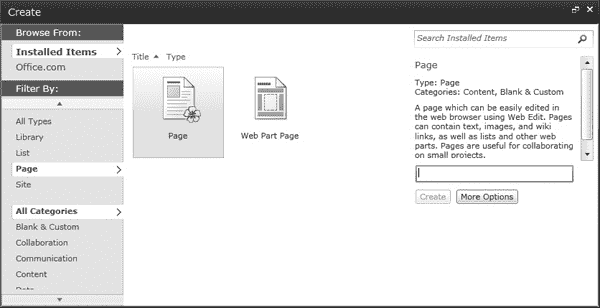 Create
Browse From:
Installed Items
Office.com
Filter By:
All Types
Library
List
Page
Site
All Categories
Blank & Custom
Collaboration
Communication
Content
Data
Title Type
Page
Web Part Page
Search Installed Items
Page
Type: Page
Categories: Content, Blank & Custom
A page which can be easily edited in
the web browser using Web Edit. Pages
can contain text, images, and wiki
links, as well as lists and other web
parts. Pages are useful for collaborating
on small projects.
Create More Options